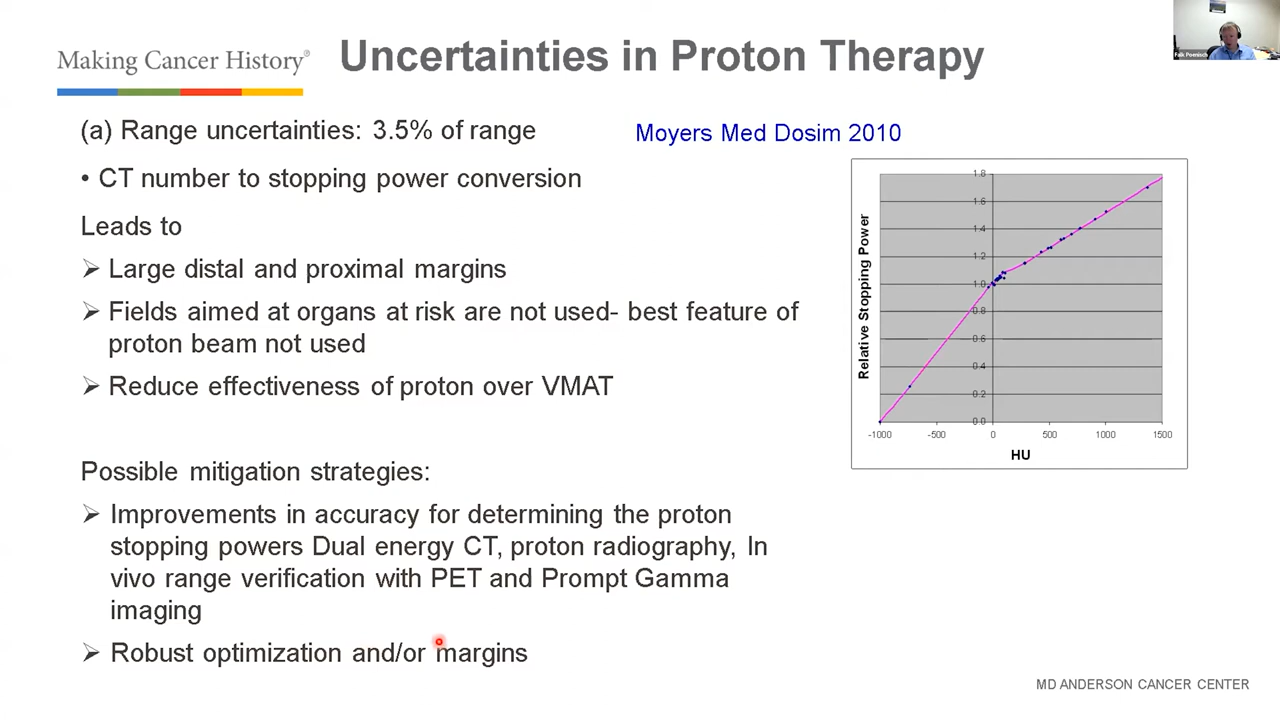 Making Cancer History®
Uncertainties in Proton Therapy
(a) Range uncertainties: 3.5% of range
Moyers Med Dosim 2010
• CT number to stopping power conversion
Leads to
➢ Large distal and proximal margins
➢ Fields aimed at organs at risk are not used- best feature of
proton beam not used
➢ Reduce effectiveness of proton over VMAT
Possible mitigation strategies:
➢ Improvements in accuracy for determining the proton
stopping powers Dual energy CT, proton radiography, In
vivo range verification with PET and Prompt Gamma
imaging
➢ Robust optimization and/or margins
Relative Stopping Power
1.8
1.6
1.4
1.2
1.0
0.8
0.6
0.4
0.2
0.0
-1000 -500 0 500 1000 1500
HU
MD ANDERSON CANCER CENTER
Falk Poenisch